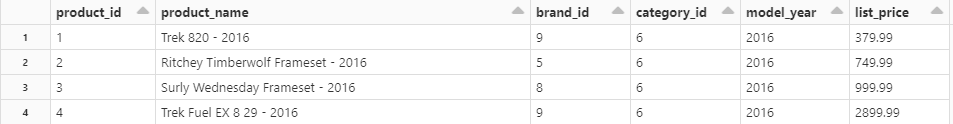 product_id product_name brand_id category_id model_year list_price
1 1 Trek 820 - 2016 9 6 2016 379.99
2 2 Ritchey Timberwolf Frameset - 2016 5 6 2016 749.99
3 3 Surly Wednesday Frameset - 2016 8 6 2016 999.99
4 4 Trek Fuel EX 8 29 - 2016 9 6 2016 2899.99